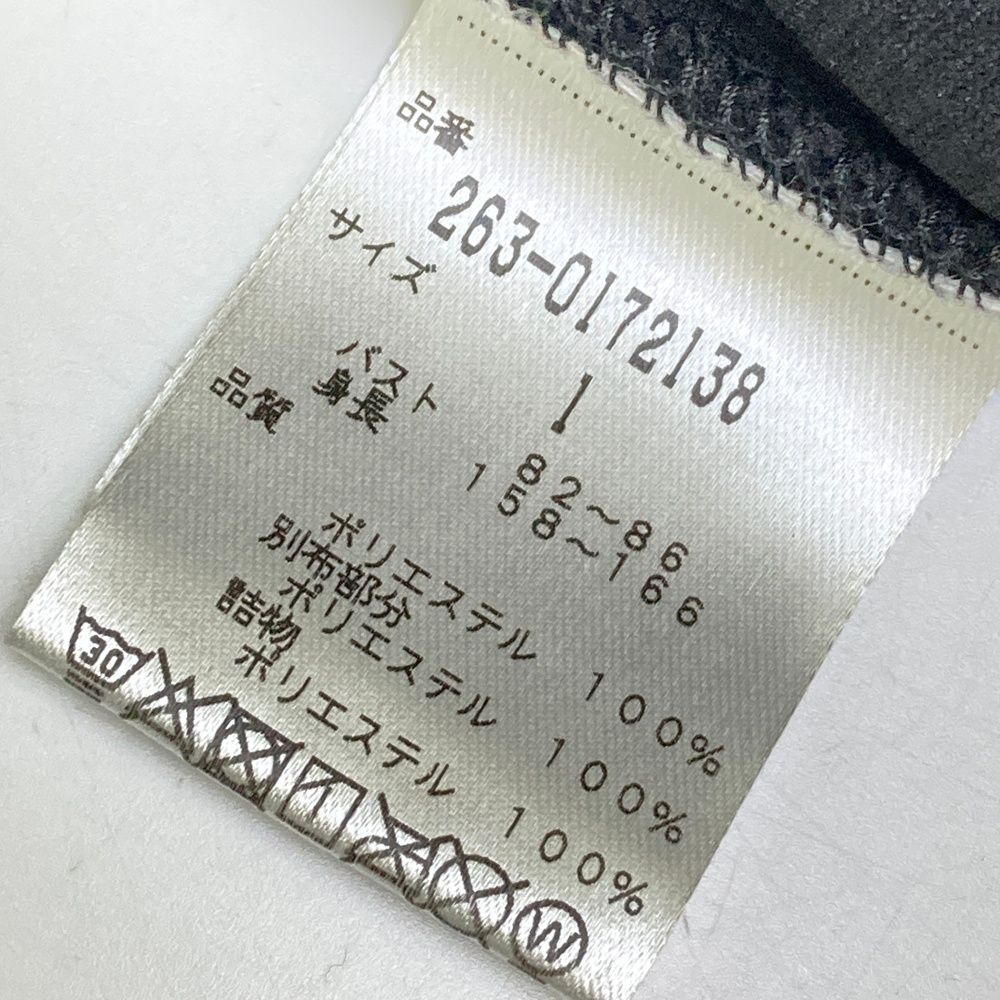 品番
263-0172138
サイズ 1
バスト 82～86
身長 158～166
品質
ポリエステル 100%
別布部分
ポリエステル 100%
詰物
ポリエステル 100%
30 W